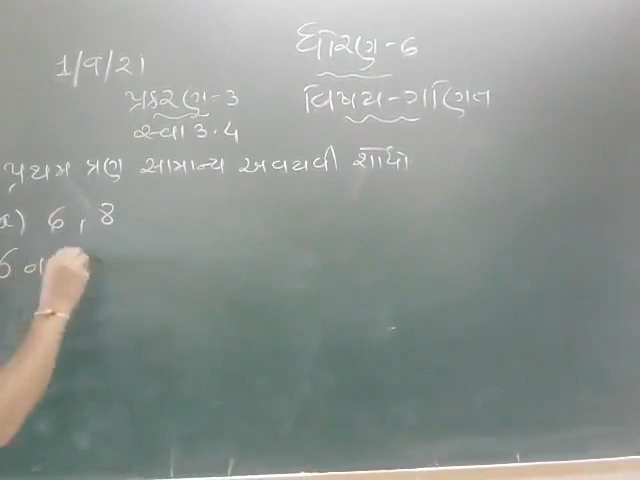 ધોરણ-6
1/9/21
પ્રકરણ-3
વિષય-ગણિત
સ્વા 3.4
પ્રથમ ત્રણ સામાન્ય અવયવી શોધો
a) 6, 8
6 ના